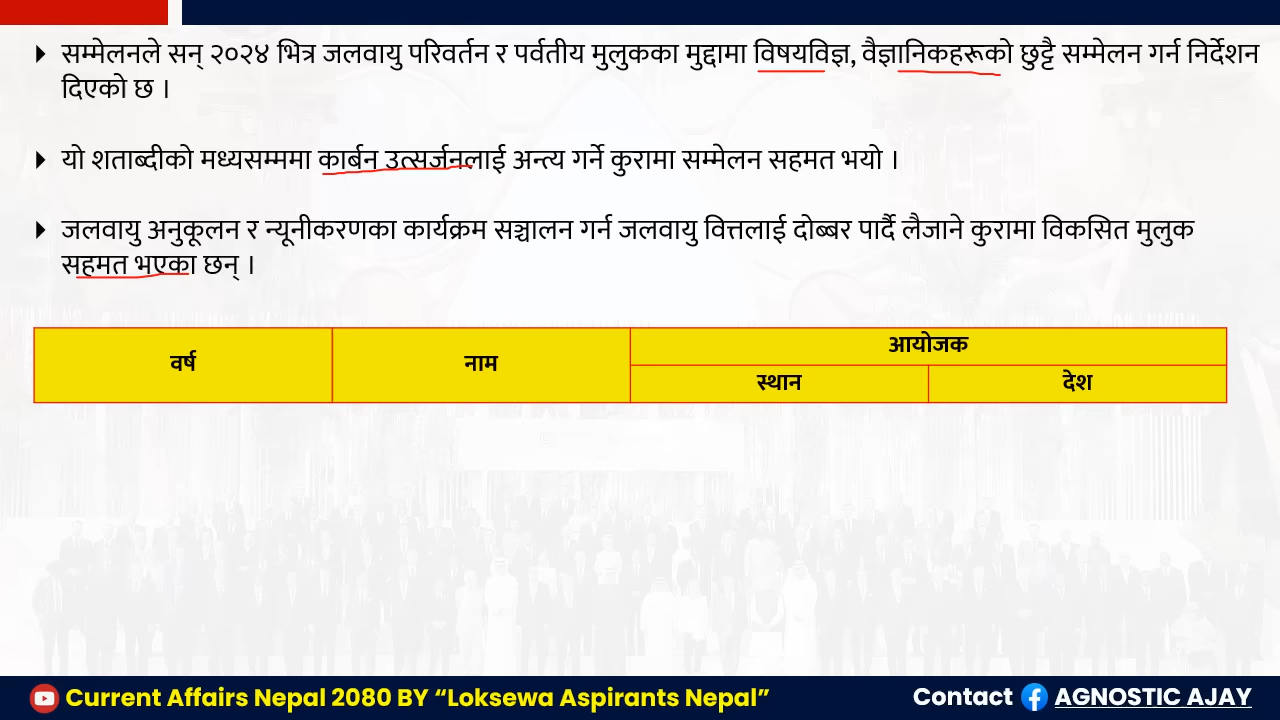 सम्मेलनले सन् २०२४ भित्र जलवायु परिवर्तन र पर्वतीय मुलुकका मुद्दामा विषयविज्ञ, वैज्ञानिकहरूको छुट्टै सम्मेलन गर्न निर्देशन
दिएको छ ।
यो शताब्दीको मध्यसम्ममा कार्बन उत्सर्जनलाई अन्त्य गर्ने कुरामा सम्मेलन सहमत भयो ।
जलवायु अनुकूलन र न्यूनीकरणका कार्यक्रम सञ्चालन गर्न जलवायु वित्तलाई दोब्बर पार्दै लैजाने कुरामा विकसित मुलुक
सहमत भएका छन् ।
वर्ष नाम आयोजक
स्थान देश
Current Affairs Nepal 2080 BY “Loksewa Aspirants Nepal” Contact AGNOSTIC AJAY